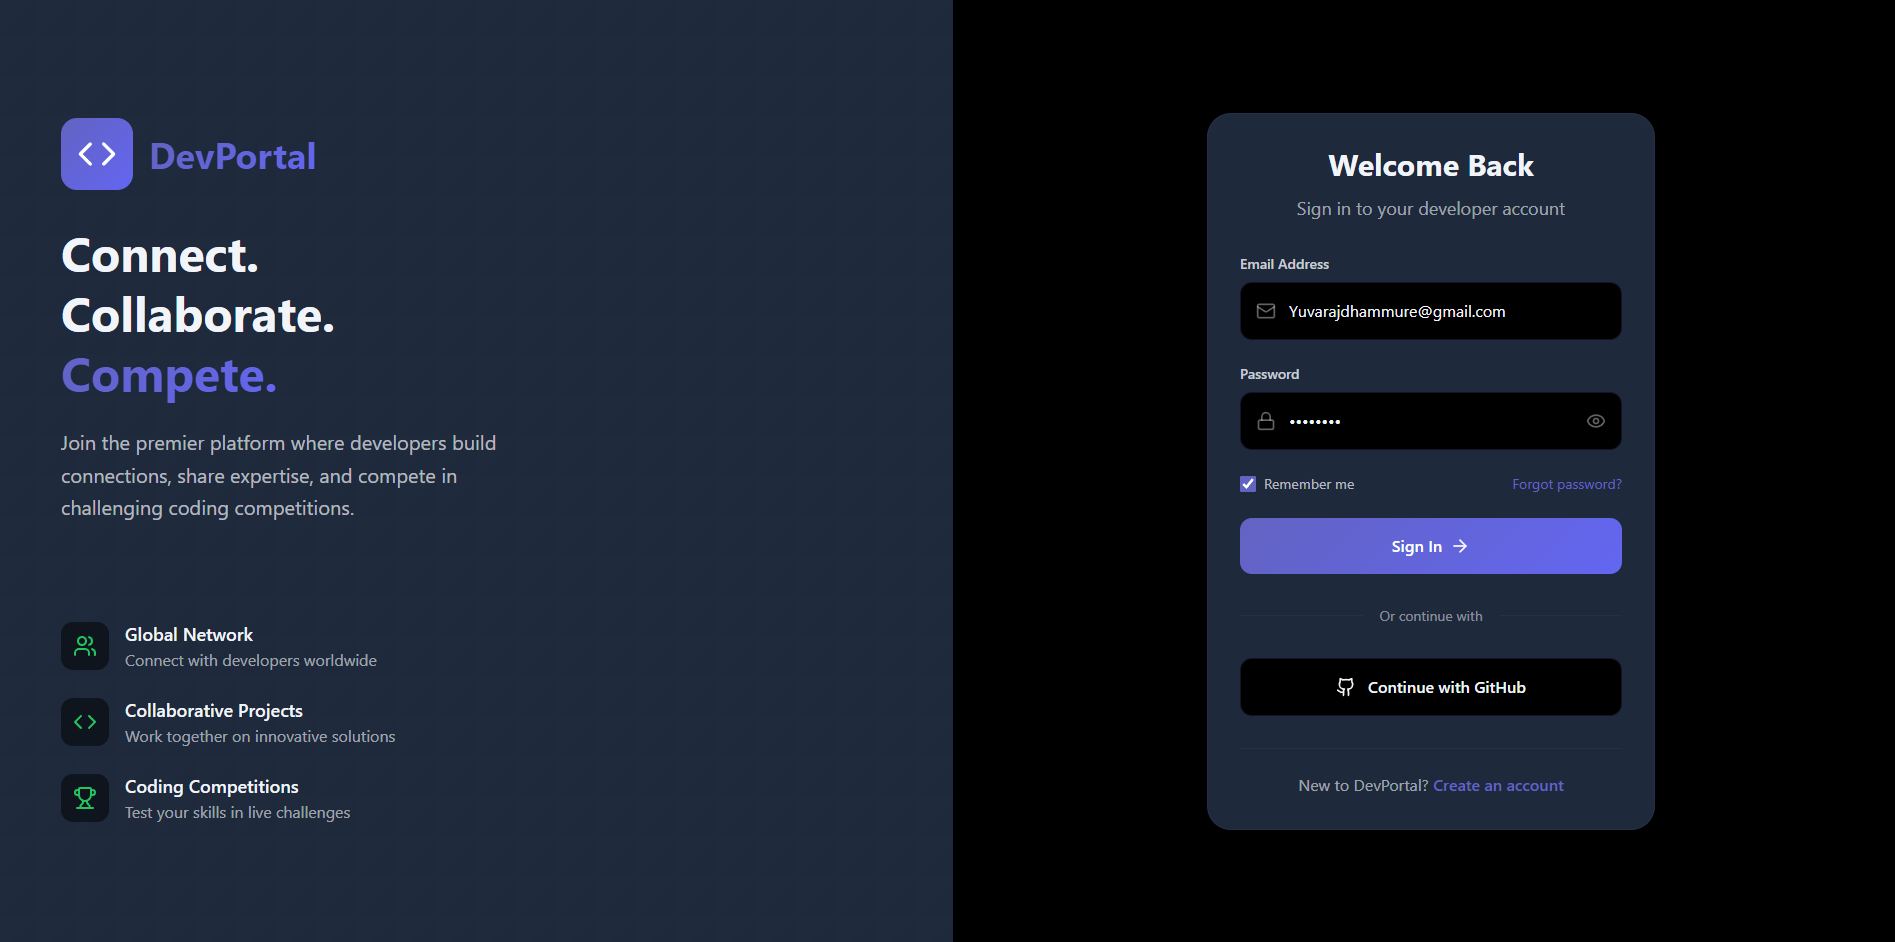 DevPortal
Connect.
Collaborate.
Compete.
Join the premier platform where developers build
connections, share expertise, and compete in
challenging coding competitions.
Global Network
Connect with developers worldwide
Collaborative Projects
Work together on innovative solutions
Coding Competitions
Test your skills in live challenges
Welcome Back
Sign in to your developer account
Email Address
Yuvarajdhammure@gmail.com
Password
••••••••
Remember me
Forgot password?
Sign In →
Or continue with
Continue with GitHub
New to DevPortal? Create an account